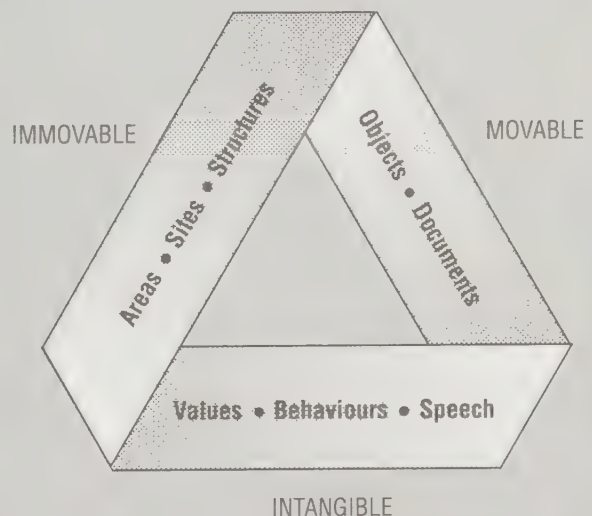 IMMOVABLE
MOVABLE
Areas • Sites • Structures
Objects • Documents
Values • Behaviours • Speech
INTANGIBLE